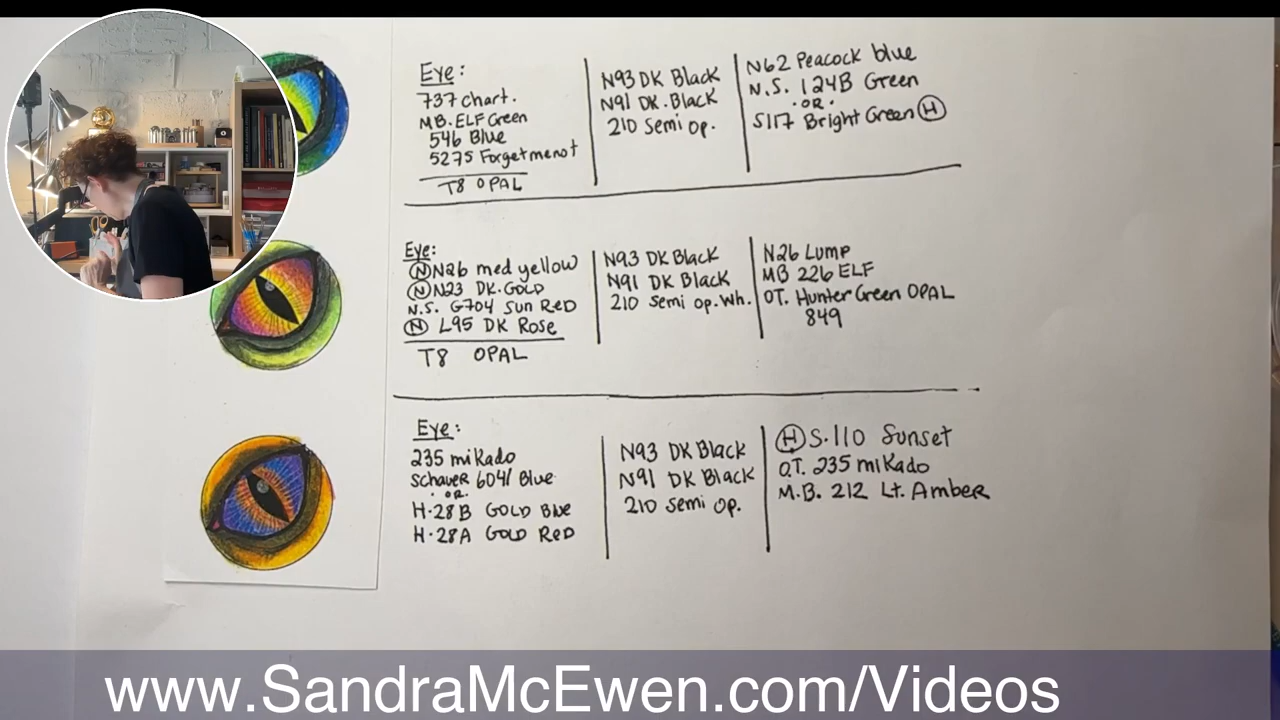 Eye:
737 Chart.
MB. ELF Green
546 Blue
5275 Forgetmenot
T8 OPAL
N93 DK Black
N91 DK. Black
210 Semi Op.
N62 Peacock blue
N.S. 124B Green
·OR·
S117 Bright Green (H)
Eye:
(N) N26 med yellow
(N) N23 DK. GOLD
N.S. G704 Sun Red
(N) L95 DK Rose
T8 OPAL
N93 DK Black
N91 DK Black
210 Semi op. Wh.
N26 Lump
MB 226 ELF
OT. Hunter Green OPAL
849
Eye:
235 miKado
Schauer 6041 Blue
·OR·
H·28B GOLD Blue
H·28A GOLD RED
N93 DK Black
N91 DK Black
210 Semi Op.
(H) S·110 Sunset
O.T. 235 miKado
M.B. 212 Lt. Amber
www.SandraMcEwen.com/Videos